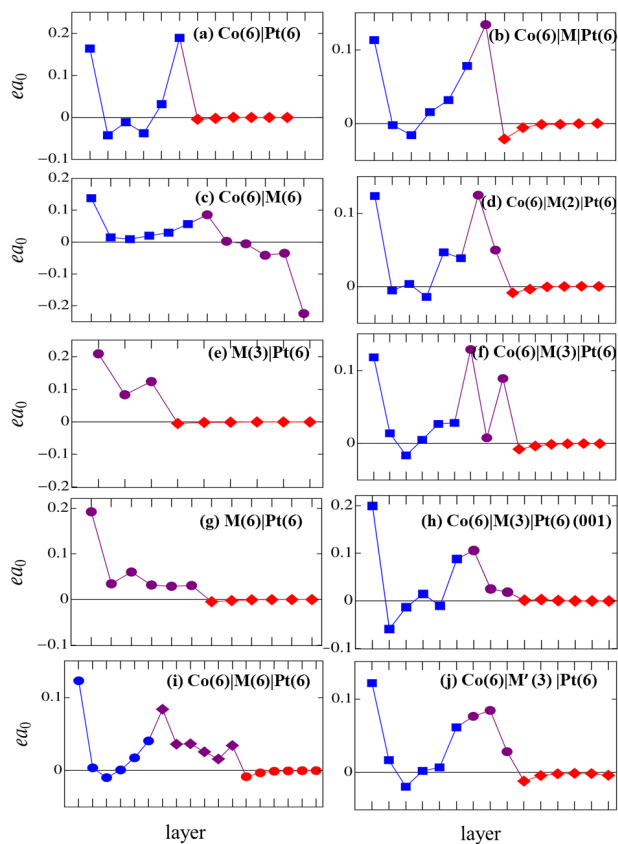 (a) Co(6)|Pt(6)
0.2
0.1
0
−0.1
ea0
(b) Co(6)|M|Pt(6)
0.1
0
(c) Co(6)|M(6)
0.2
0.1
0
−0.1
−0.2
ea0
(d) Co(6)|M(2)|Pt(6)
0.1
0
(e) M(3)|Pt(6)
0.2
0.1
0
−0.1
−0.2
ea0
(f) Co(6)|M(3)|Pt(6)
0.1
0
(g) M(6)|Pt(6)
0.2
0.1
0
−0.1
ea0
(h) Co(6)|M(3)|Pt(6) (001)
0.2
0.1
0
−0.1
(i) Co(6)|M(6)|Pt(6)
0.1
0
ea0
(j) Co(6)|M′(3) |Pt(6)
0.1
0
layer
layer